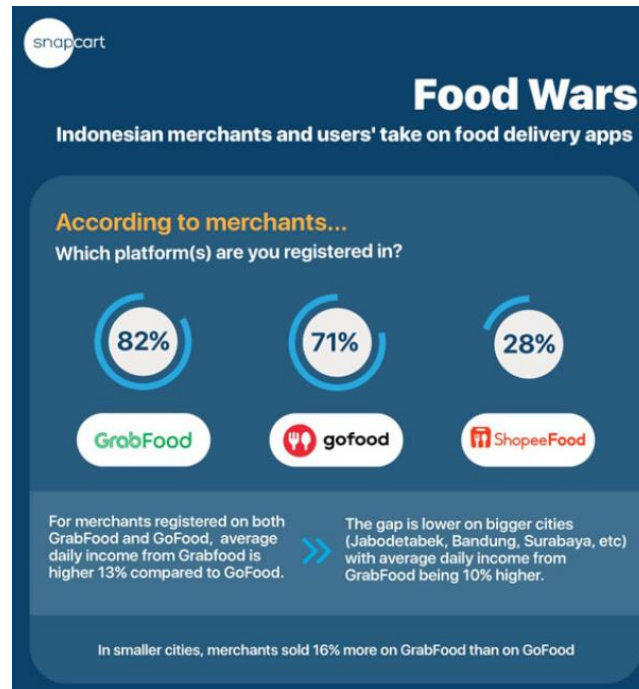 snapcart
Food Wars
Indonesian merchants and users' take on food delivery apps
According to merchants...
Which platform(s) are you registered in?
82%
71%
28%
GrabFood
gofood
ShopeeFood
For merchants registered on both
GrabFood and GoFood, average
daily income from Grabfood is
higher 13% compared to GoFood.
The gap is lower on bigger cities
(Jabodetabek, Bandung, Surabaya, etc)
with average daily income from
GrabFood being 10% higher.
In smaller cities, merchants sold 16% more on GrabFood than on GoFood